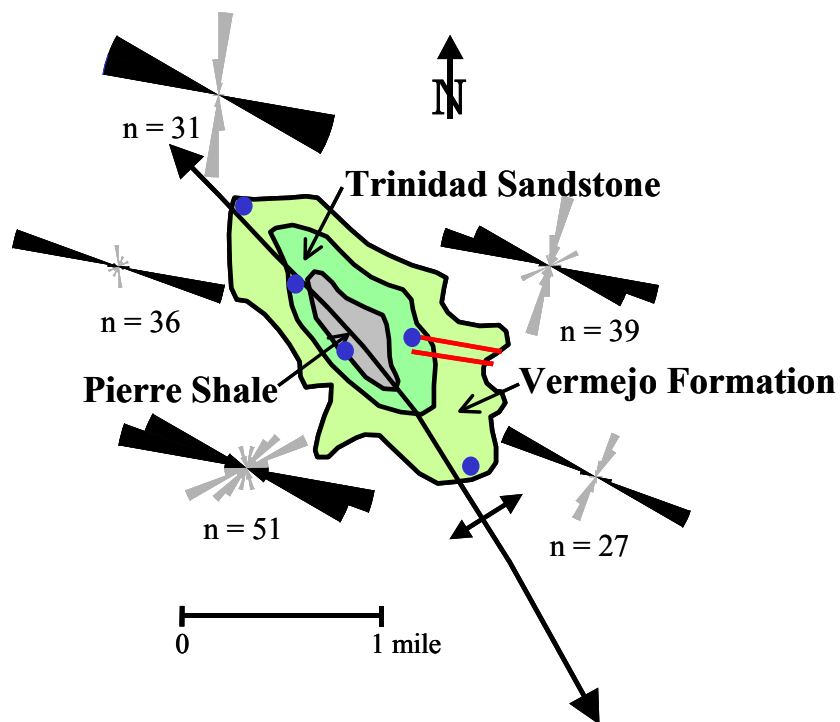 N
n = 31
Trinidad Sandstone
n = 36
n = 39
Pierre Shale
Vermejo Formation
n = 51
n = 27
0
1 mile